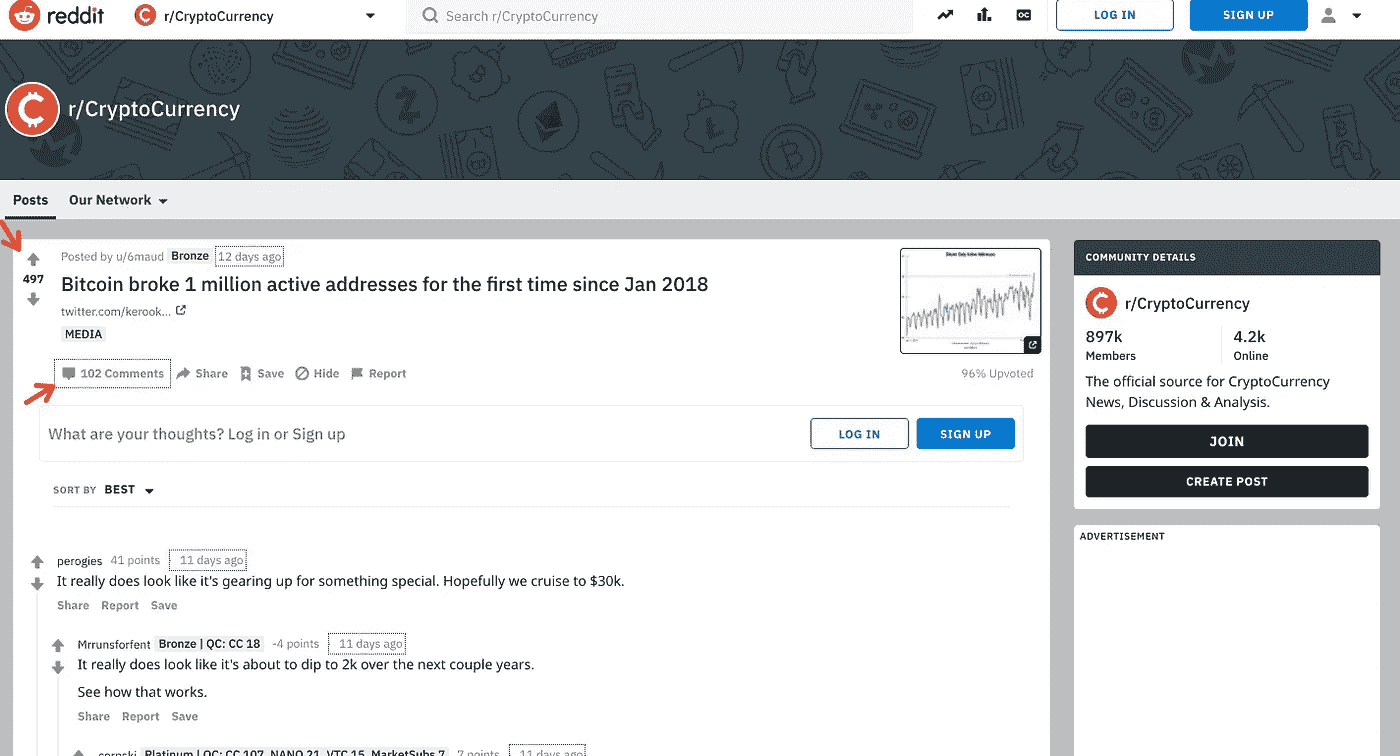 reddit
r/CryptoCurrency
Search r/CryptoCurrency
OC
LOG IN
SIGN UP
r/CryptoCurrency
Posts
Our Network
Posted by u/6maud Bronze 12 days ago
497
Bitcoin broke 1 million active addresses for the first time since Jan 2018
twitter.com/kerook...
MEDIA
102 Comments
Share
Save
Hide
Report
96% Upvoted
What are your thoughts? Log in or Sign up
LOG IN
SIGN UP
SORT BY BEST
perogies 41 points 11 days ago
It really does look like it's gearing up for something special. Hopefully we cruise to $30k.
Share Report Save
Mrrunsforfent Bronze | QC: CC 18 -4 points 11 days ago
It really does look like it's about to dip to 2k over the next couple years.
See how that works.
Share Report Save
Platinum | QC: CC 107, NANO 21, VTC 15, MarketSubs 7 7 points 11 days ago
COMMUNITY DETAILS
r/CryptoCurrency
897k
Members
4.2k
Online
The official source for CryptoCurrency
News, Discussion & Analysis.
JOIN
CREATE POST
ADVERTISEMENT